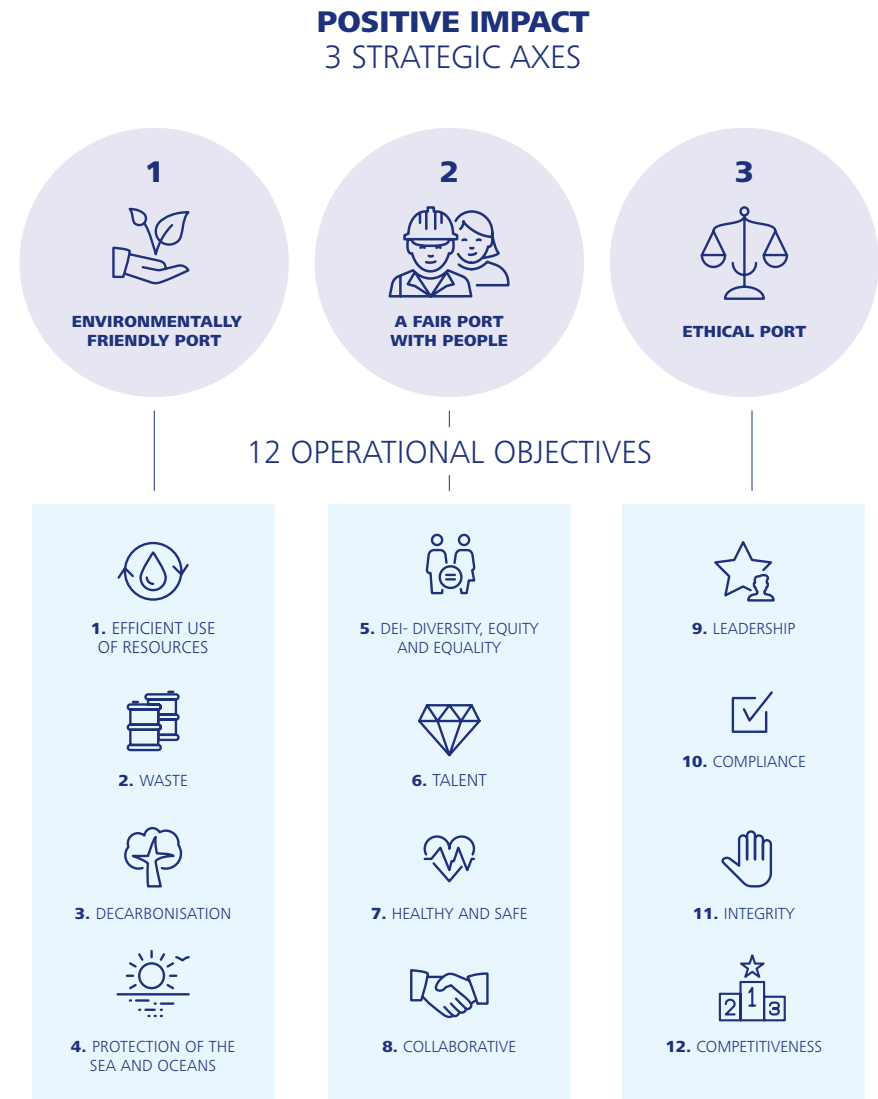 POSITIVE IMPACT
3 STRATEGIC AXES
1
ENVIRONMENTALLY
FRIENDLY PORT
2
A FAIR PORT
WITH PEOPLE
3
ETHICAL PORT
12 OPERATIONAL OBJECTIVES
1. EFFICIENT USE
OF RESOURCES
2. WASTE
3. DECARBONISATION
4. PROTECTION OF THE
SEA AND OCEANS
5. DEI- DIVERSITY, EQUITY
AND EQUALITY
6. TALENT
7. HEALTHY AND SAFE
8. COLLABORATIVE
9. LEADERSHIP
10. COMPLIANCE
11. INTEGRITY
2 1 3
12. COMPETITIVENESS